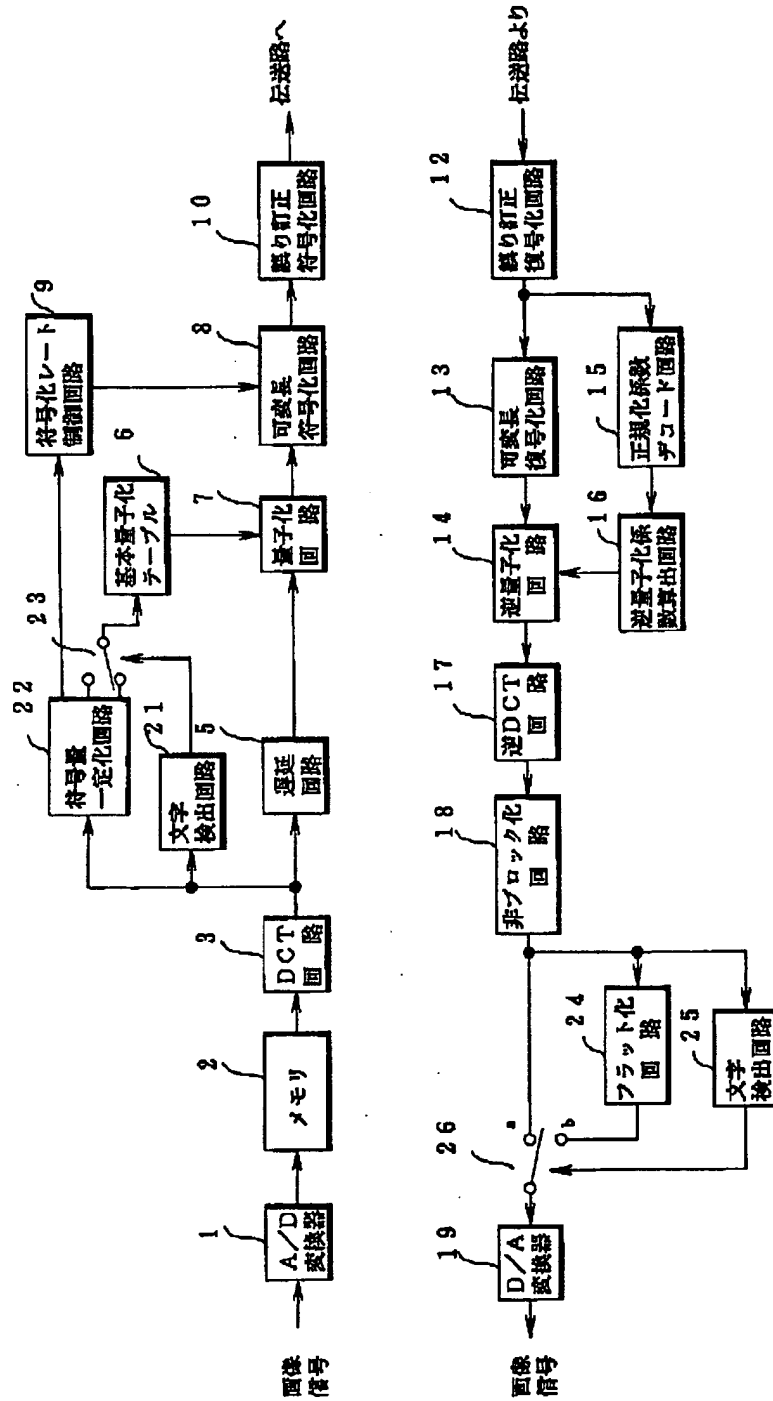 画像
信号
1
A/D
変換器
2
メモリ
3
DCT
回路
5
遅延
回路
21
文字
検出回路
22
符号量
一定化回路
23
6
基本量子化
テーブル
9
符号化レート
制御回路
7
量子化
回路
8
可変長
符号化回路
10
誤り訂正
符号化回路
伝送路へ
画像
信号
19
D/A
変換器
26
a
b
24
フラット化
回路
25
文字
検出回路
18
非ブロック化
回路
17
逆DCT
回路
14
逆量子化
回路
16
逆量子化係
数算出回路
13
可変長
復号化回路
15
正規化係数
デコード回路
12
誤り訂正
復号化回路
伝送路より